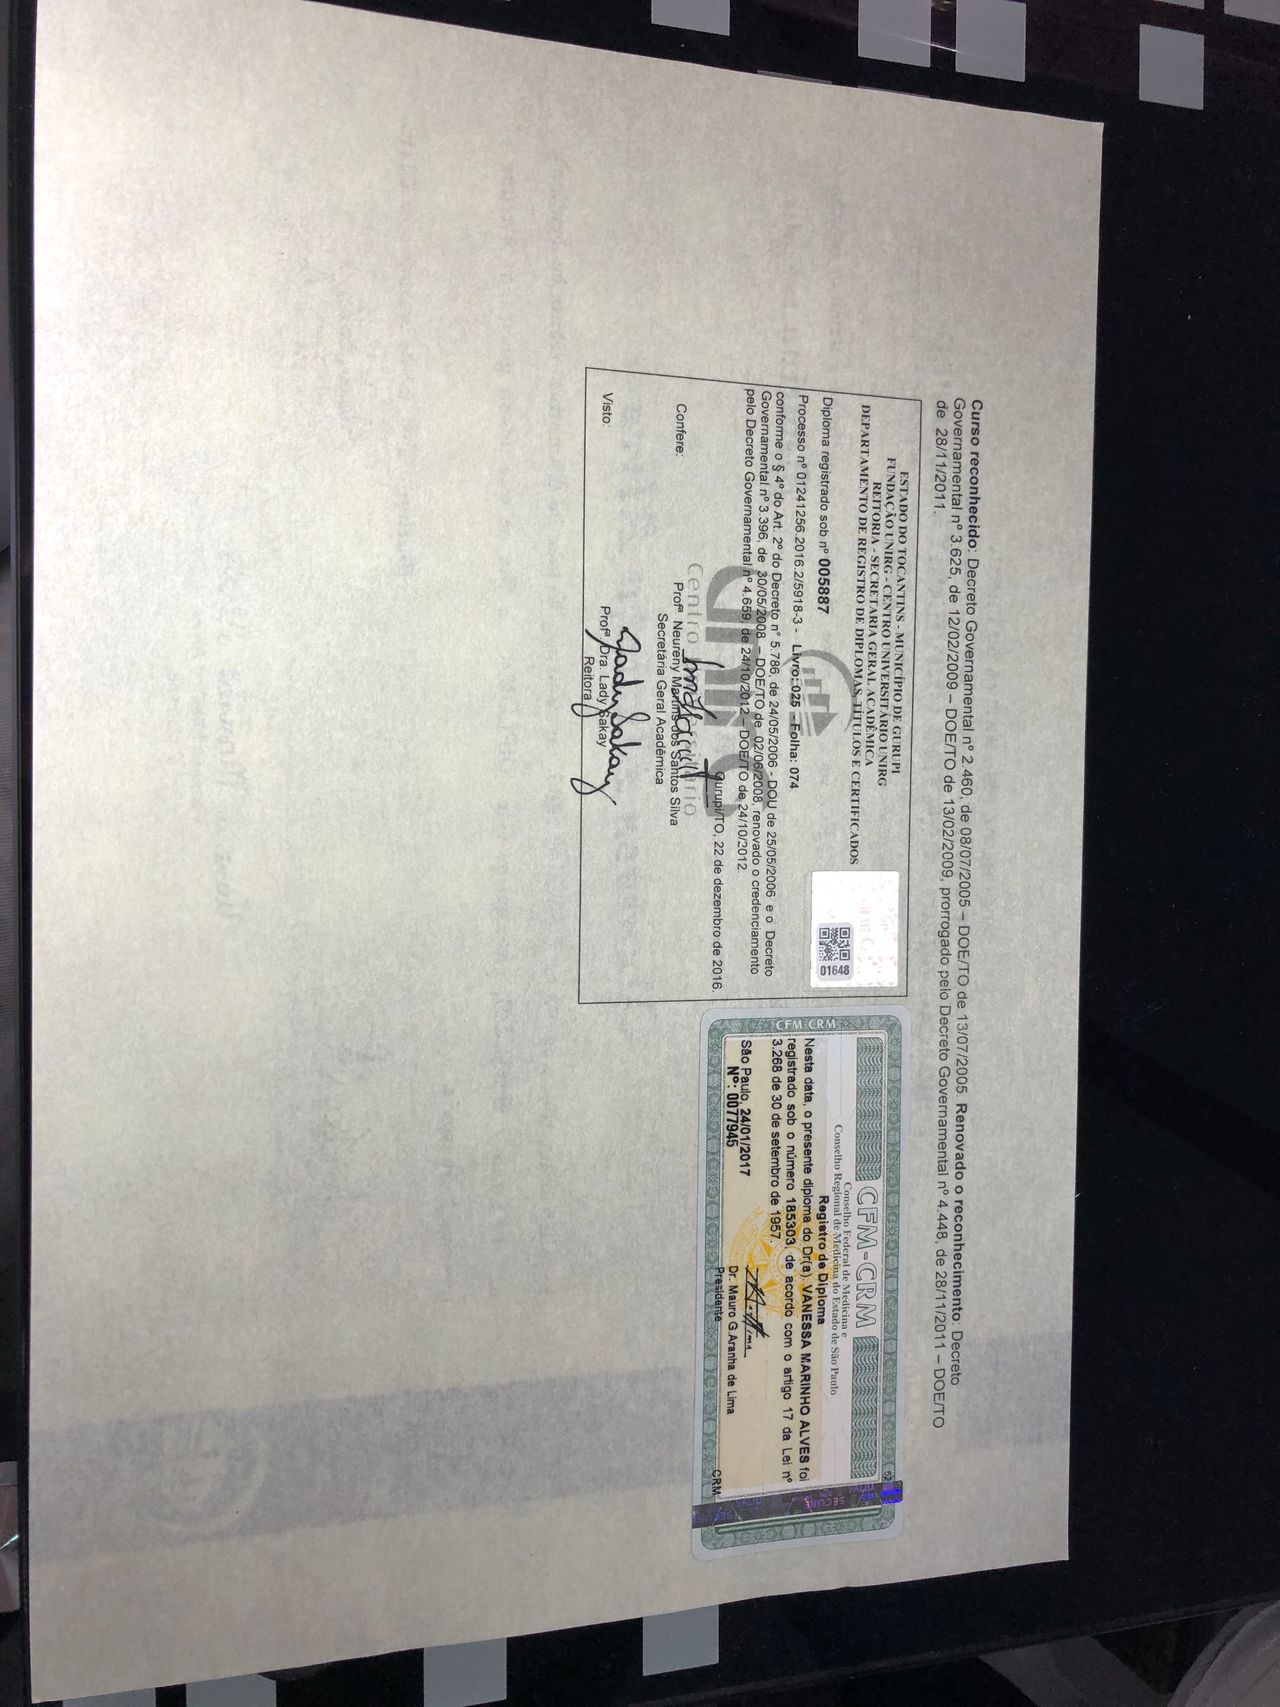 Curso reconhecido: Decreto Governamental nº 2.460, de 08/07/2005 – DOE/TO de 13/07/2005. Renovado o reconhecimento: Decreto
Governamental nº 3.625, de 12/02/2009 – DOE/TO de 13/02/2009, prorrogado pelo Decreto Governamental nº 4.448, de 28/11/2011 – DOE/TO
de 28/11/2011.
ESTADO DO TOCANTINS - MUNICÍPIO DE GURUPI
FUNDAÇÃO UNIRG - CENTRO UNIVERSITÁRIO UNIRG
REITORIA - SECRETARIA GERAL ACADÊMICA
DEPARTAMENTO DE REGISTRO DE DIPLOMAS, TÍTULOS E CERTIFICADOS
Diploma registrado sob nº 005887
Processo nº 01241256.2016.2/5918-3 - Livro: 025 - Folha: 074
conforme o § 4º do Art. 2º do Decreto nº 5.786, de 24/05/2006 - DOU de 25/05/2006 e o Decreto
Governamental nº 3.396, de 30/05/2008 – DOE/TO de 02/06/2008, renovado o credenciamento
pelo Decreto Governamental nº 4.659, de 24/10/2012 – DOE/TO de 24/10/2012.
Gurupi/TO, 22 de dezembro de 2016.
Centro
Confere:
Profª Neureny Martins dos Santos Silva
Secretária Geral Acadêmica
Visto:
Lady Sakay
Profª Dra Lady Sakay
Reitora
01648
CFM-CRM
CFM-CRM
Conselho Federal de Medicina e
Conselho Regional de Medicina do Estado de São Paulo
Registro de Diploma
Nesta data, o presente diploma do Dr(a). VANESSA MARINHO ALVES foi
registrado sob o número 185303, de acordo com o artigo 17 da Lei nº
3.268 de 30 de setembro de 1957.
São Paulo, 24/01/2017
Nº: 0077945
Dr. Mauro G.Aranha de Lima
Presidente
CRM
SECURE